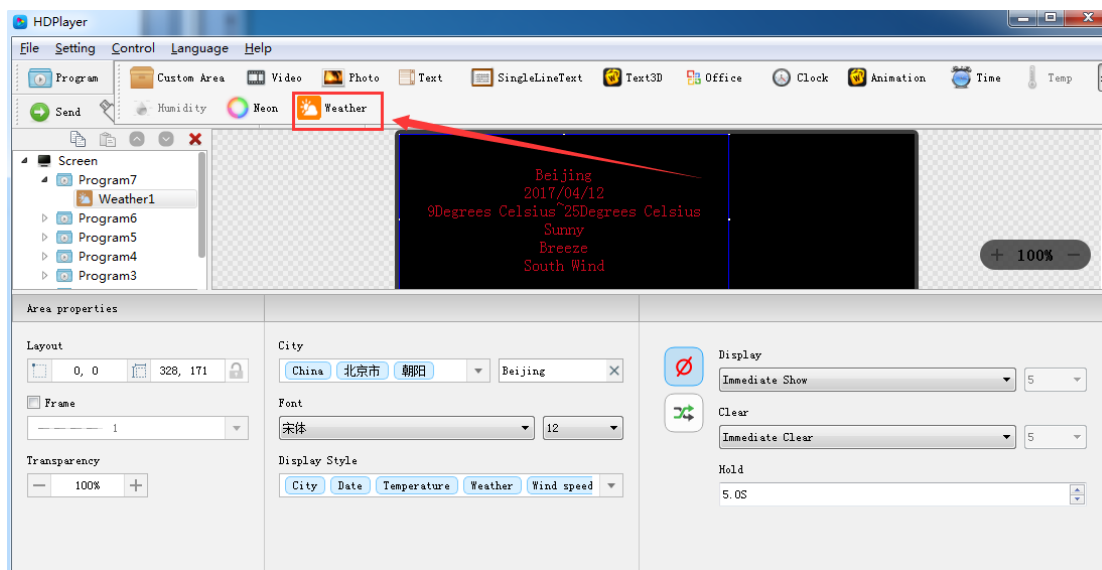 HDPlayer
File Setting Control Language Help
Program Custom Area Video Photo Text SingleLineText Text3D Office Clock Animation Time Temp
Send Humidity Neon Weather
Screen
Program7
Weather1
Program6
Program5
Program4
Program3
Beijing
2017/04/12
9Degrees Celsius~25Degrees Celsius
Sunny
Breeze
South Wind
+ 100% −
Area properties
Layout
0, 0 328, 171
Frame
1
Transparency
100%
City
China 北京市 朝阳 Beijing
Font
宋体 12
Display Style
City Date Temperature Weather Wind speed
Display
Immediate Show 5
Clear
Immediate Clear 5
Hold
5.0S